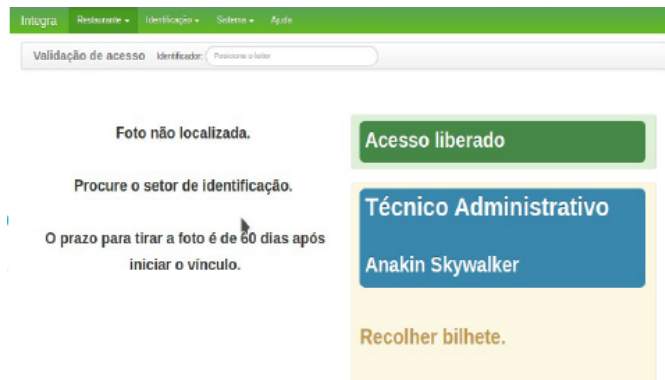 Integra Restaurante Identificação Sistema Ajuda
Validação de acesso Identificador: Posicione o leitor
Foto não localizada.
Procure o setor de identificação.
O prazo para tirar a foto é de 60 dias após
iniciar o vínculo.
Acesso liberado
Técnico Administrativo
Anakin Skywalker
Recolher bilhete.